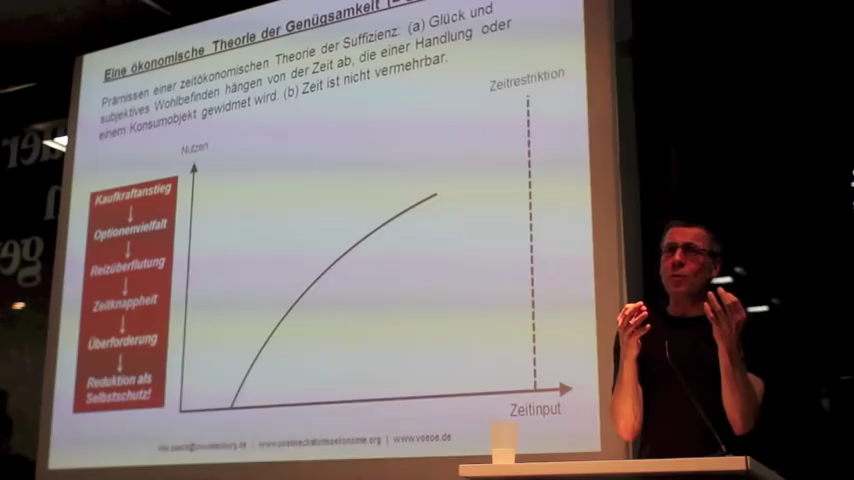 Eine ökonomische Theorie der Genügsamkeit
Prämissen einer zeitökonomischen Theorie der Suffizienz: (a) Glück und
subjektives Wohlbefinden hängen von der Zeit ab, die einer Handlung oder
einem Konsumobjekt gewidmet wird. (b) Zeit ist nicht vermehrbar.
Zeitrestriktion
Nutzen
Kaufkraftanstieg
Optionenvielfalt
Reizüberflutung
Zeitknappheit
Überforderung
Reduktion als
Selbstschutz!
Zeitinput
| www.postwachstumsoekonomie.org | www.voeoe.de